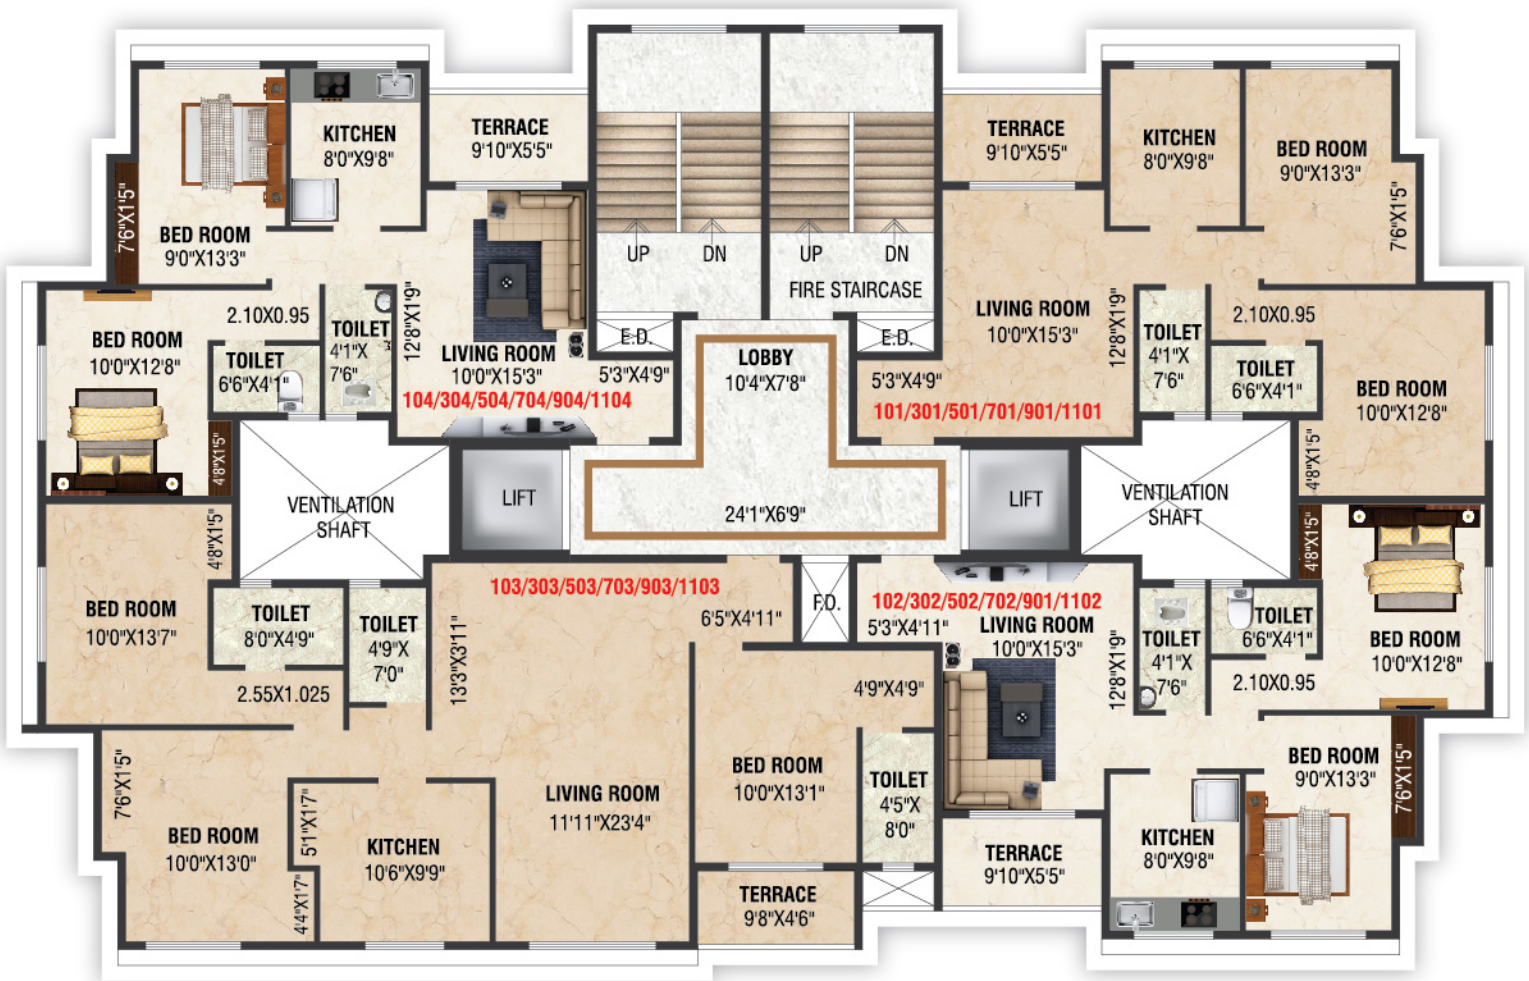 KITCHEN
8'0"X9'8"
TERRACE
9'10"X5'5"
BED ROOM
9'0"X13'3"
7'6"X1'5"
UP
DN
UP
DN
FIRE STAIRCASE
TERRACE
9'10"X5'5"
KITCHEN
8'0"X9'8"
BED ROOM
9'0"X13'3"
7'6"X1'5"
BED ROOM
10'0"X12'8"
2.10X0.95
TOILET
6'6"X4'1"
TOILET
4'1"X
7'6"
12'8"X1'9"
LIVING ROOM
10'0"X15'3"
104/304/504/704/904/1104
E.D.
5'3"X4'9"
4'8"X1'5"
LOBBY
10'4"X7'8"
24'1"X6'9"
E.D.
5'3"X4'9"
LIVING ROOM
10'0"X15'3"
101/301/501/701/901/1101
12'8"X1'9"
TOILET
4'1"X
7'6"
2.10X0.95
TOILET
6'6"X4'1"
BED ROOM
10'0"X12'8"
4'8"X1'5"
VENTILATION
SHAFT
LIFT
LIFT
VENTILATION
SHAFT
4'8"X1'5"
BED ROOM
10'0"X13'7"
TOILET
8'0"X4'9"
TOILET
4'9"X
7'0"
2.55X1.025
103/303/503/703/903/1103
6'5"X4'11"
13'3"X3'11"
F.D.
102/302/502/702/901/1102
5'3"X4'11"
LIVING ROOM
10'0"X15'3"
12'8"X1'9"
TOILET
4'1"X
7'6"
TOILET
6'6"X4'1"
2.10X0.95
4'8"X1'5"
BED ROOM
10'0"X12'8"
7'6"X1'5"
BED ROOM
10'0"X13'0"
5'1"X1'7"
4'4"X1'7"
KITCHEN
10'6"X9'9"
LIVING ROOM
11'11"X23'4"
BED ROOM
10'0"X13'1"
4'9"X4'9"
TOILET
4'5"X
8'0"
TERRACE
9'8"X4'6"
TERRACE
9'10"X5'5"
KITCHEN
8'0"X9'8"
BED ROOM
9'0"X13'3"
7'6"X1'5"